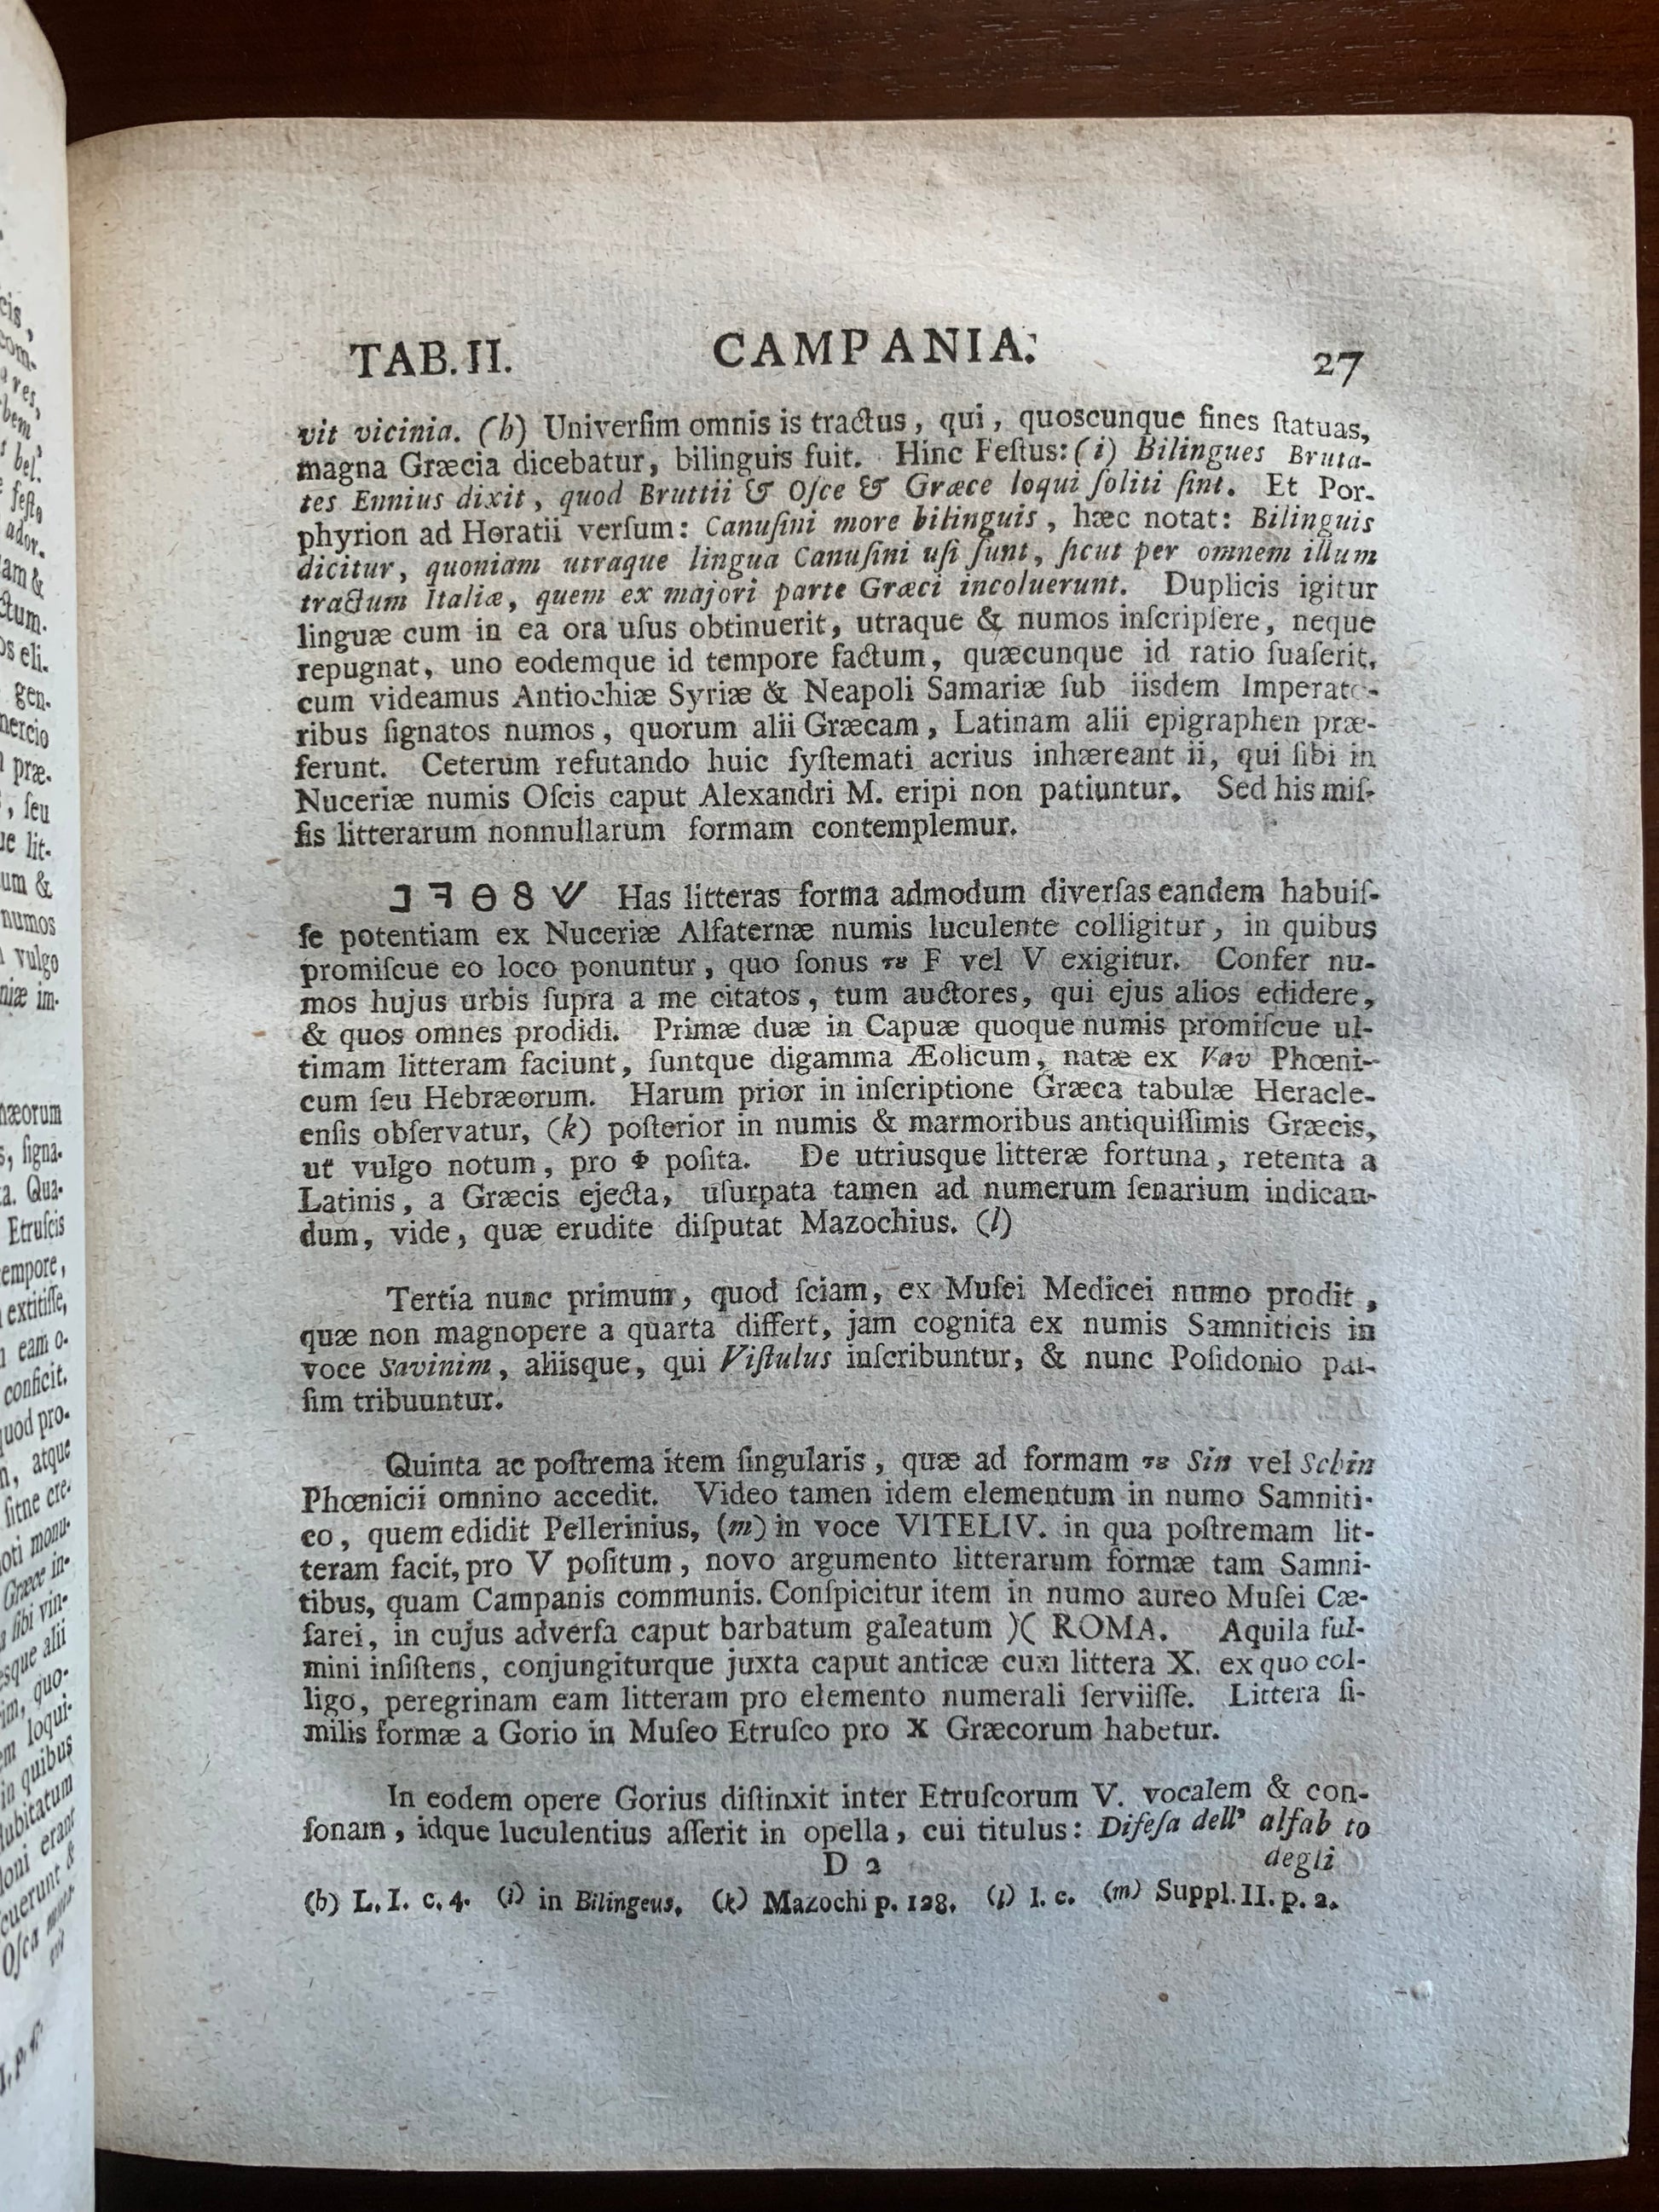 TAB. II. CAMPANIA. 27
vit vicinia. (h) Universim omnis is tractus, qui, quoscunque fines ſtatuas,
magna Græcia dicebatur, bilinguis fuit. Hinc Feſtus: (i) Bilingues Bruta-
tes Ennius dixit, quod Bruttii & Oſce & Græce loqui ſoliti ſint. Et Por-
phyrion ad Horatii verſum: Canuſini more bilinguis, hæc notat: Bilinguis
dicitur, quoniam utraque lingua Canuſini uſi ſunt, ſicut per omnem illum
tractum Italiæ, quem ex majori parte Græci incoluerunt. Duplicis igitur
linguæ cum in ea ora uſus obtinuerit, utraque & numos inſcripſere, neque
repugnat, uno eodemque id tempore factum, quæcunque id ratio ſuaſerit,
cum videamus Antiochiæ Syriæ & Neapoli Samariæ ſub iisdem Imperato-
ribus ſignatos numos, quorum alii Græcam, Latinam alii epigraphen præ-
ferunt. Ceterum refutando huic ſyſtemati acrius inhæreant ii, qui ſibi in
Nuceriæ numis Oſcis caput Alexandri M. eripi non patiuntur. Sed his miſ-
ſis litterarum nonnullarum formam contemplemur.
Has litteras forma admodum diverſas eandem habuiſ-
ſe potentiam ex Nuceriæ Alfaternæ numis luculente colligitur, in quibus
promiſcue eo loco ponuntur, quo ſonus ȣ F vel V exigitur. Confer nu-
mos hujus urbis ſupra a me citatos, tum auctores, qui ejus alios edidere,
& quos omnes prodidi. Primæ duæ in Capuæ quoque numis promiſcue ul-
timam litteram faciunt, ſuntque digamma Æolicum, natæ ex Vav Phœni-
cum ſeu Hebræorum. Harum prior in inſcriptione Græca tabulæ Heracle-
enſis obſervatur, (k) poſterior in numis & marmoribus antiquiſſimis Græcis,
ut vulgo notum, pro Φ poſita. De utriusque litteræ fortuna, retenta a
Latinis, a Græcis ejecta, uſurpata tamen ad numerum ſenarium indican-
dum, vide, quæ erudite diſputat Mazochius. (l)
Tertia nunc primum, quod ſciam, ex Muſei Medicei numo prodit,
quæ non magnopere a quarta differt, jam cognita ex numis Samniticis in
voce Savinim, aliisque, qui Viſtulus inſcribuntur, & nunc Poſidonio paſ-
ſim tribuuntur.
Quinta ac poſtrema item ſingularis, quæ ad formam τȣ Sin vel Schin
Phœnicii omnino accedit. Video tamen idem elementum in numo Samniti-
co, quem edidit Pellerinius, (m) in voce VITELIV. in qua poſtremam lit-
teram facit, pro V poſitum, novo argumento litterarum formæ tam Samni-
tibus, quam Campanis communis. Conſpicitur item in numo aureo Muſei Cæ-
ſarei, in cujus adverſa caput barbatum galeatum )( ROMA. Aquila ful-
mini inſiſtens, conjungiturque juxta caput anticæ cum littera X. ex quo col-
ligo, peregrinam eam litteram pro elemento numerali ſerviiſſe. Littera ſi-
milis formæ a Gorio in Muſeo Etruſco pro X Græcorum habetur.
In eodem opere Gorius diſtinxit inter Etruſcorum V. vocalem & con-
ſonam, idque luculentius aſſerit in opella, cui titulus: Difeſa dell' alfab to
D 2 degli
(h) L. I. c. 4. (i) in Bilingeus. (k) Mazochi p. 128. (l) l. c. (m) Suppl. II. p. 2.